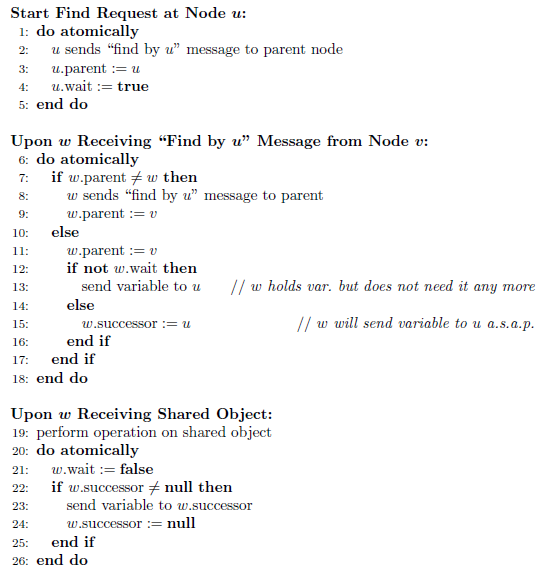 Start Find Request at Node u:
1: do atomically
2: u sends “find by u” message to parent node
3: u.parent := u
4: u.wait := true
5: end do
Upon w Receiving “Find by u” Message from Node v:
6: do atomically
7: if w.parent ≠ w then
8: w sends “find by u” message to parent
9: w.parent := v
10: else
11: w.parent := v
12: if not w.wait then
13: send variable to u // w holds var. but does not need it any more
14: else
15: w.successor := u // w will send variable to u a.s.a.p.
16: end if
17: end if
18: end do
Upon w Receiving Shared Object:
19: perform operation on shared object
20: do atomically
21: w.wait := false
22: if w.successor ≠ null then
23: send variable to w.successor
24: w.successor := null
25: end if
26: end do